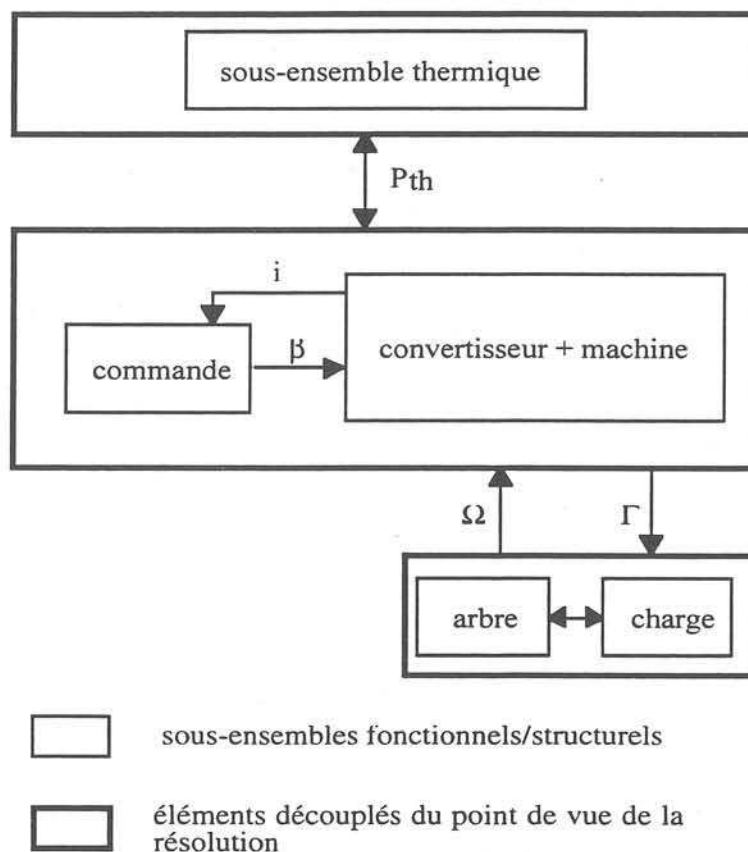 sous-ensemble thermique
Pth
i
commande
β
convertisseur + machine
Ω
Γ
arbre
charge
sous-ensembles fonctionnels/structurels
éléments découplés du point de vue de la
résolution